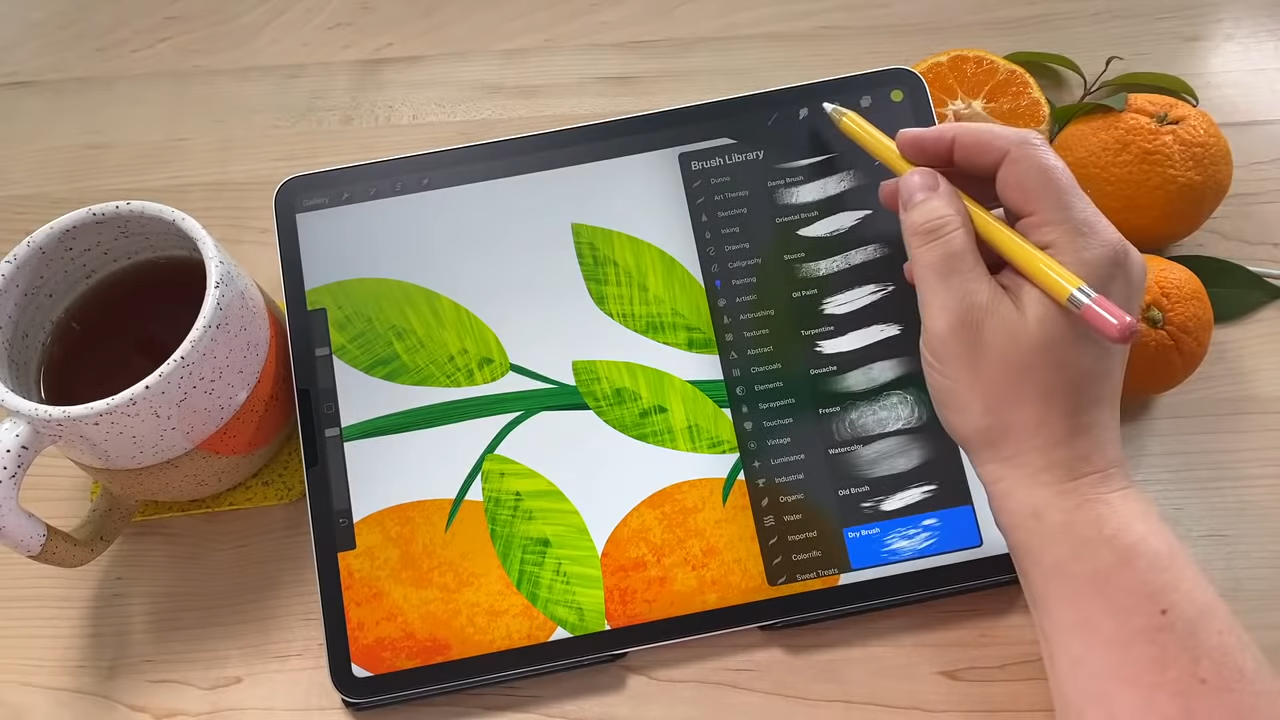 Gallery
Brush Library
Dunno
Art Therapy
Sketching
Inking
Drawing
Calligraphy
Painting
Artistic
Airbrushing
Textures
Abstract
Charcoals
Elements
Spraypaints
Touchups
Vintage
Luminance
Industrial
Organic
Water
Imported
Colorrific
Sweet Treats
Damp Brush
Oriental Brush
Stucco
Oil Paint
Turpentine
Gouache
Fresco
Watercolor
Old Brush
Dry Brush